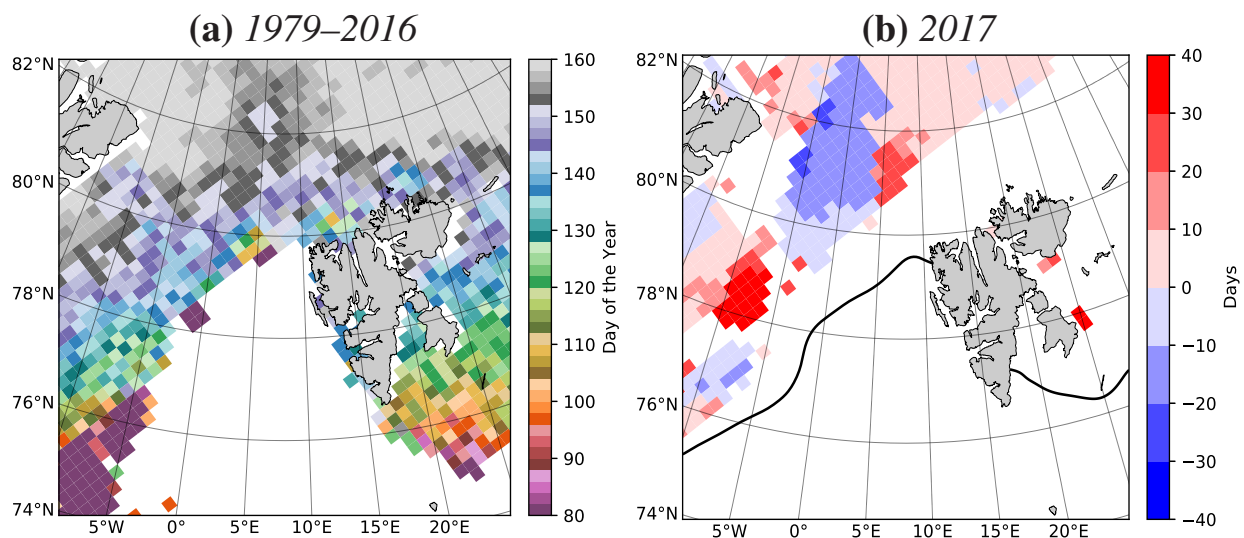 (a) 1979–2016
(b) 2017
82°N
80°N
78°N
76°N
74°N
5°W
0°
5°E
10°E
15°E
20°E
160
150
140
130
120
110
100
90
80
Day of the Year
82°N
80°N
78°N
76°N
74°N
5°W
0°
5°E
10°E
15°E
20°E
40
30
20
10
0
−10
−20
−30
−40
Days